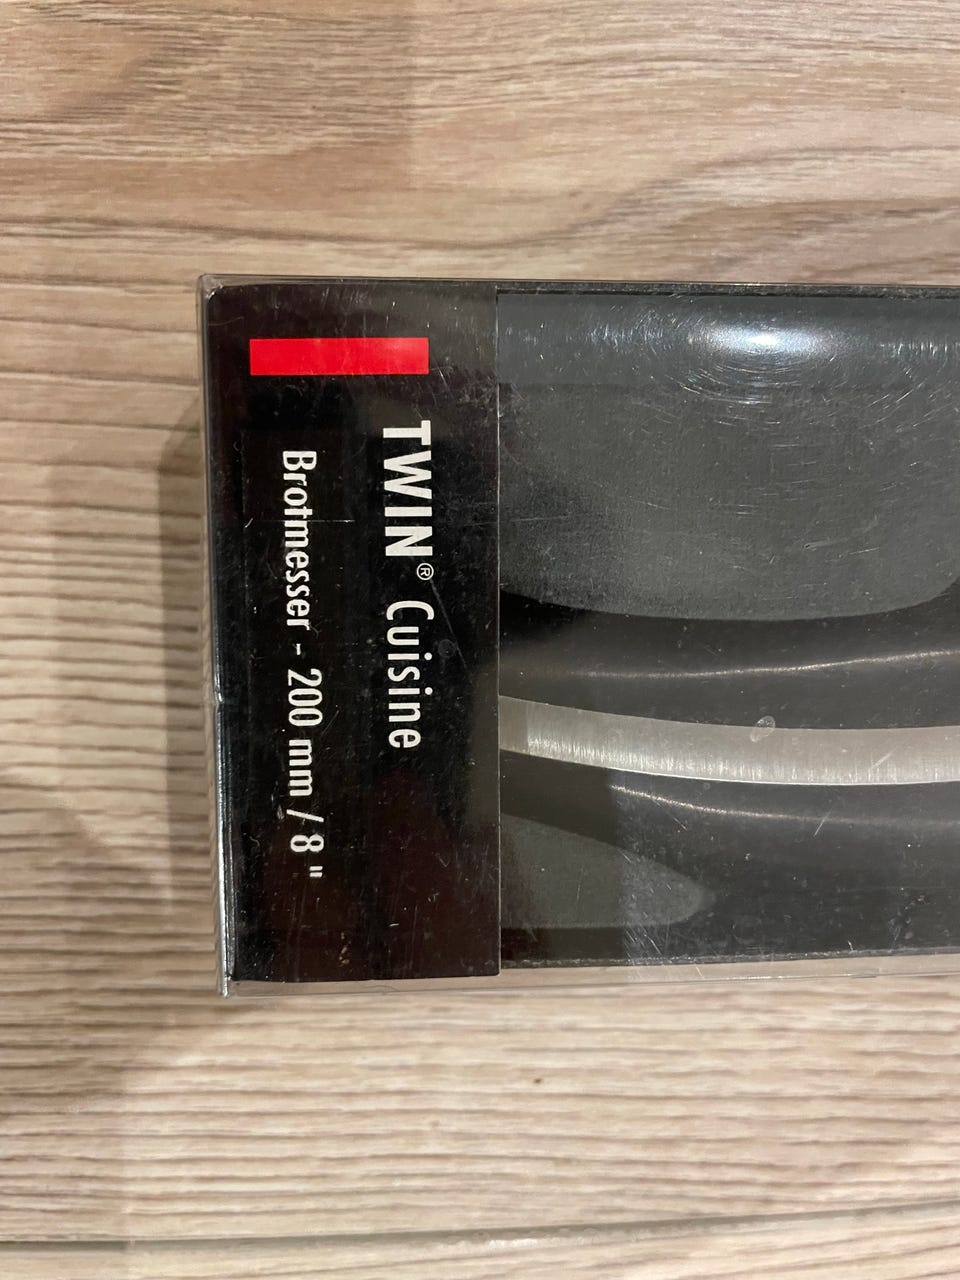 TWIN® Cuisine
Brotmesser - 200 mm / 8"